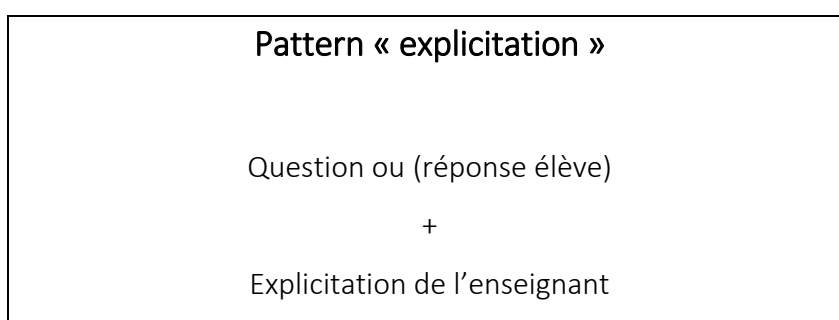 Pattern « explicitation »
Question ou (réponse élève)
+
Explicitation de l’enseignant